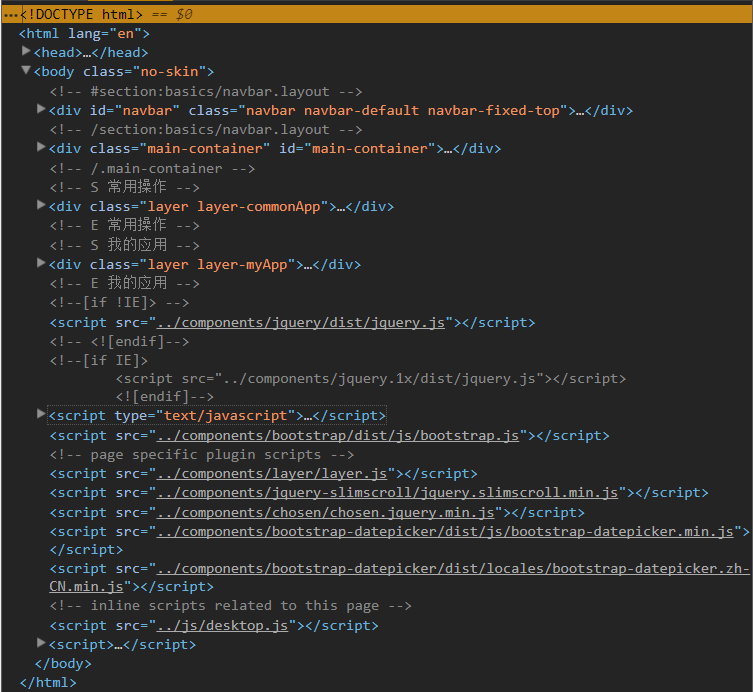 …<!DOCTYPE html> == $0
<html lang="en">
<head>…</head>
<body class="no-skin">
<!-- #section:basics/navbar.layout -->
<div id="navbar" class="navbar navbar-default navbar-fixed-top">…</div>
<!-- /section:basics/navbar.layout -->
<div class="main-container" id="main-container">…</div>
<!-- /.main-container -->
<!-- S 常用操作 -->
<div class="layer layer-commonApp">…</div>
<!-- E 常用操作 -->
<!-- S 我的应用 -->
<div class="layer layer-myApp">…</div>
<!-- E 我的应用 -->
<!--[if !IE]> -->
<script src="../components/jquery/dist/jquery.js"></script>
<!-- <![endif]-->
<!--[if IE]>
<script src="../components/jquery.1x/dist/jquery.js"></script>
<![endif]-->
<script type="text/javascript">…</script>
<script src="../components/bootstrap/dist/js/bootstrap.js"></script>
<!-- page specific plugin scripts -->
<script src="../components/layer/layer.js"></script>
<script src="../components/jquery-slimscroll/jquery.slimscroll.min.js"></script>
<script src="../components/chosen/chosen.jquery.min.js"></script>
<script src="../components/bootstrap-datepicker/dist/js/bootstrap-datepicker.min.js">
</script>
<script src="../components/bootstrap-datepicker/dist/locales/bootstrap-datepicker.zh-
CN.min.js"></script>
<!-- inline scripts related to this page -->
<script src="../js/desktop.js"></script>
<script>…</script>
</body>
</html>